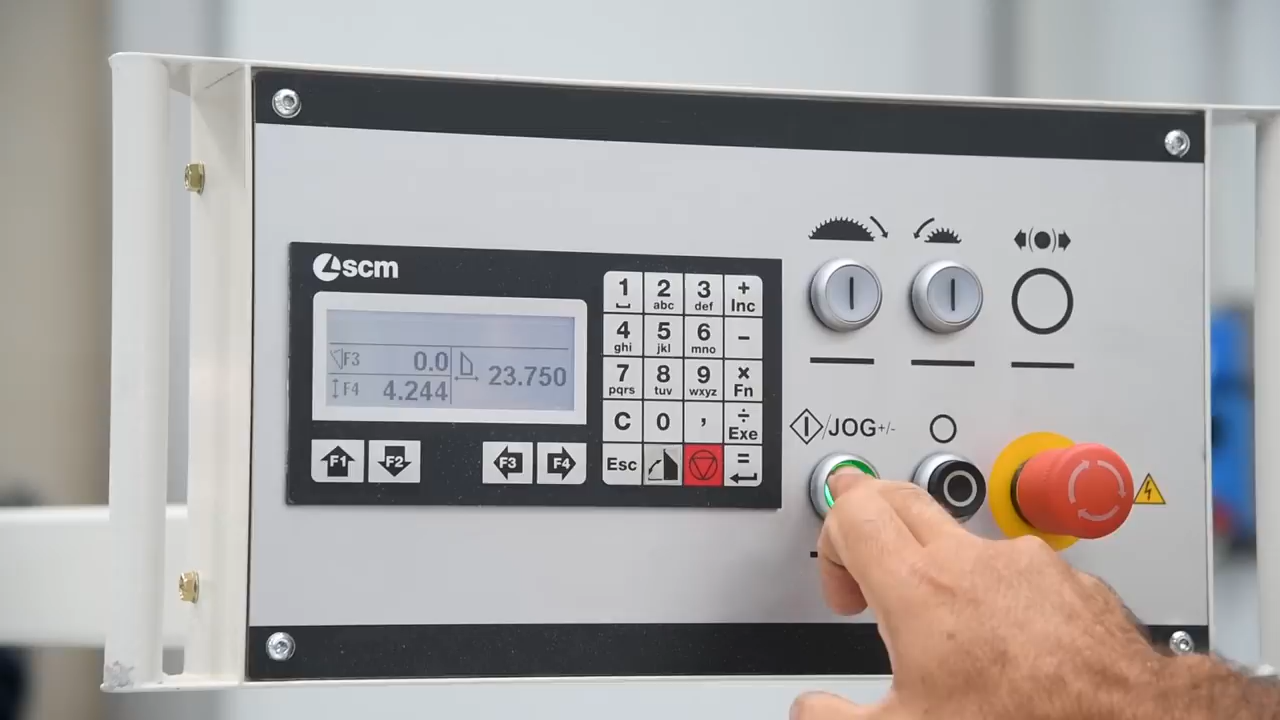 scm
F3 0.0
F4 4.244
23.750
F1
F2
F3
F4
1 2 3 +
abc def Inc
4 5 6 -
ghi jkl mno
7 8 9 ×
pqrs tuv wxyz Fn
C 0 , ÷
Exe
Esc =
I I
I/JOG+/-